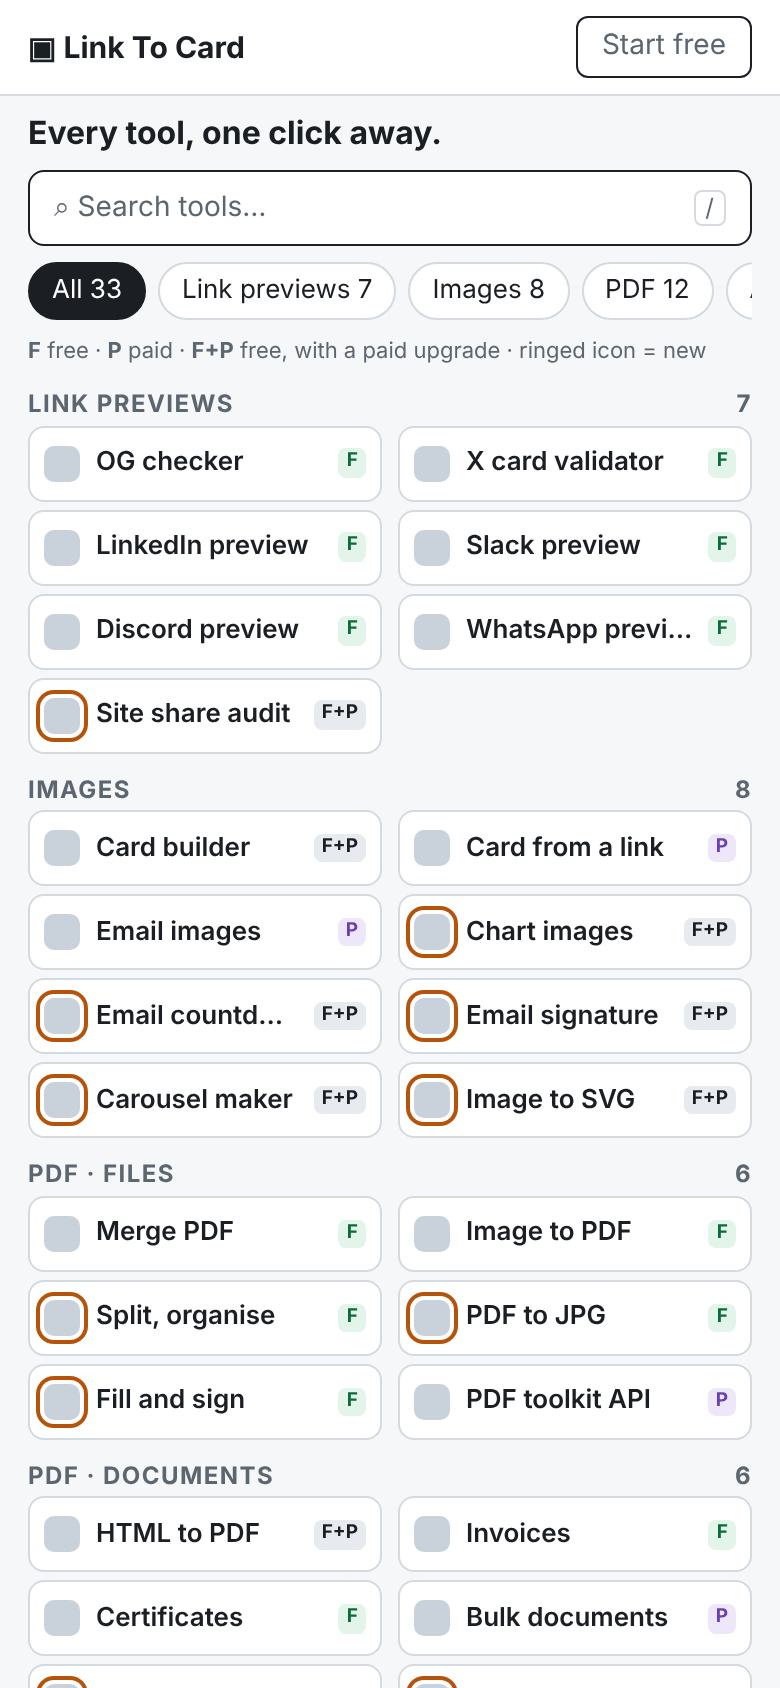 ▣ Link To Card
Start free
Every tool, one click away.
⌕ Search tools…
/
All 33
Link previews 7
Images 8
PDF 12
F free · P paid · F+P free, with a paid upgrade · ringed icon = new
LINK PREVIEWS 7
OG checker F
X card validator F
LinkedIn preview F
Slack preview F
Discord preview F
WhatsApp previ… F
Site share audit F+P
IMAGES 8
Card builder F+P
Card from a link P
Email images P
Chart images F+P
Email countd… F+P
Email signature F+P
Carousel maker F+P
Image to SVG F+P
PDF · FILES 6
Merge PDF F
Image to PDF F
Split, organise F
PDF to JPG F
Fill and sign F
PDF toolkit API P
PDF · DOCUMENTS 6
HTML to PDF F+P
Invoices F
Certificates F
Bulk documents P